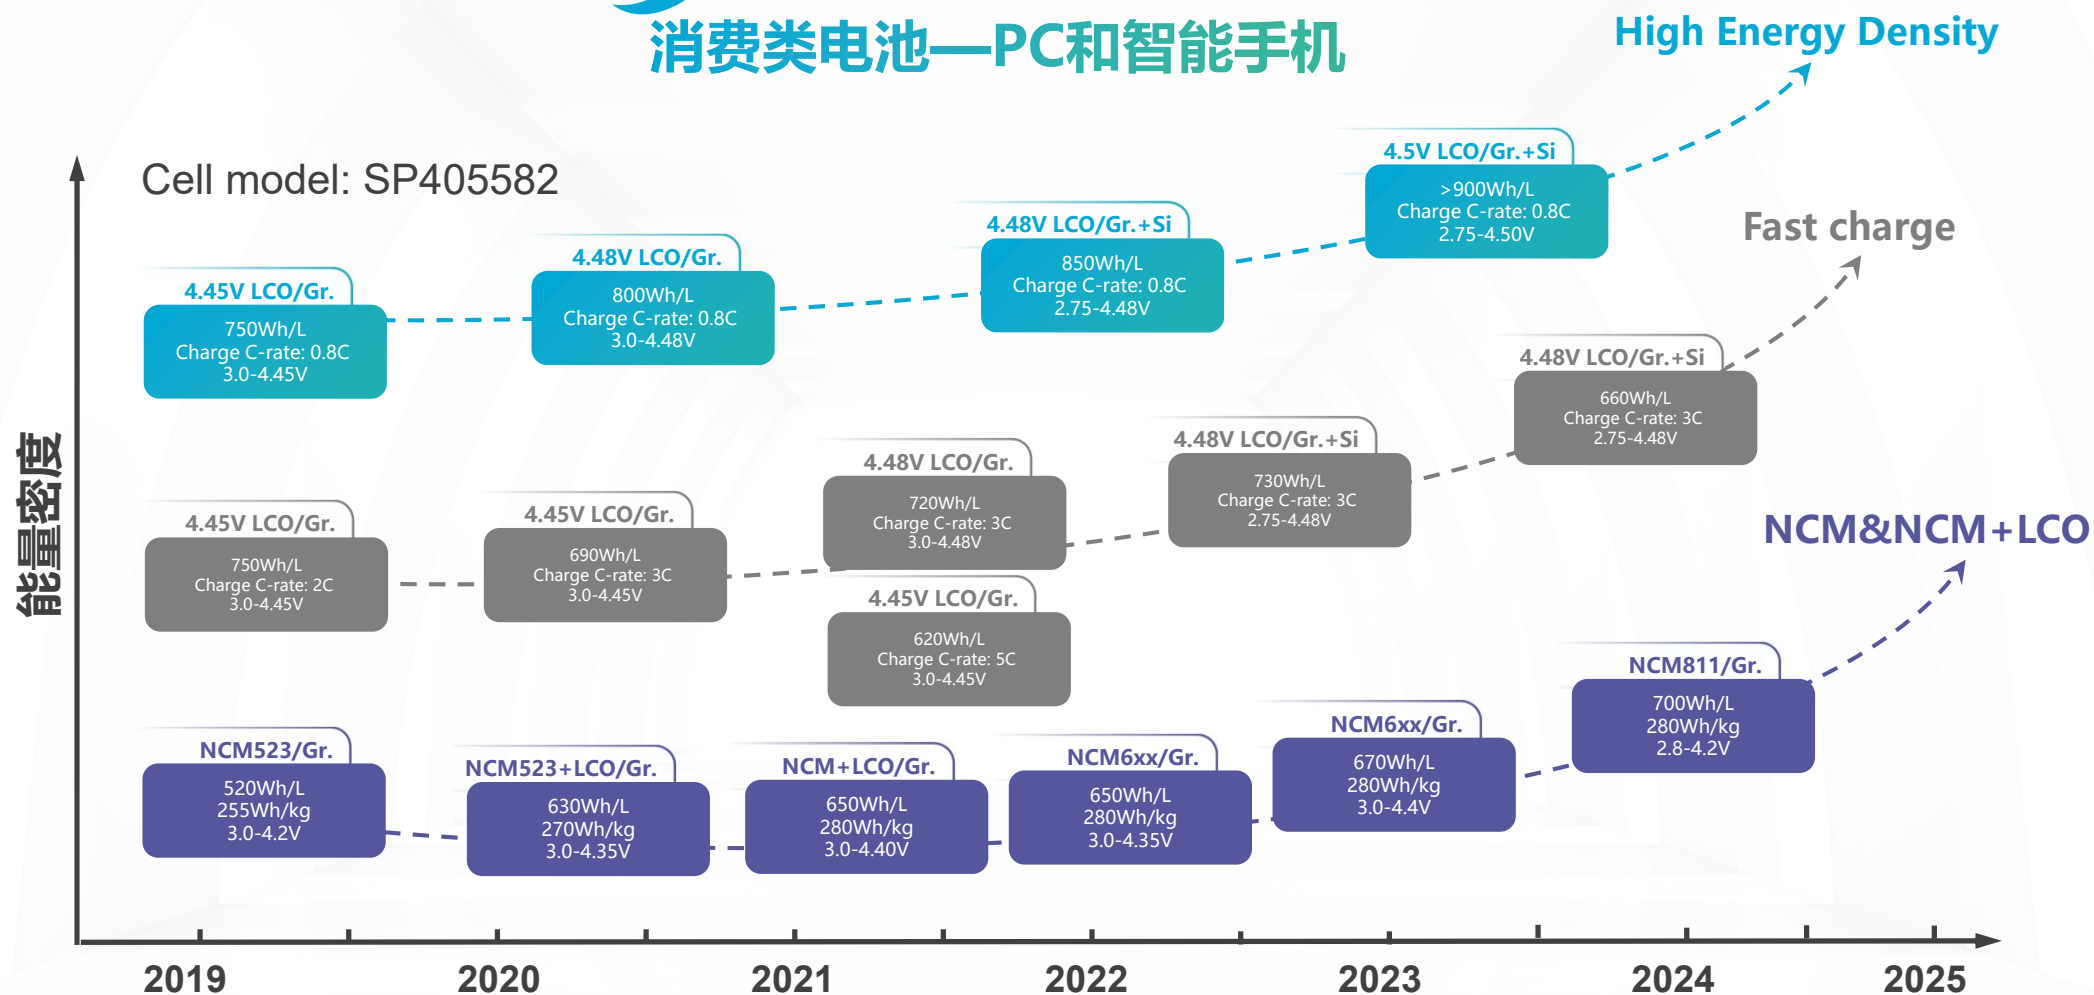 消费类电池—PC和智能手机
High Energy Density
Cell model: SP405582
4.5V LCO/Gr.+Si
>900Wh/L
Charge C-rate: 0.8C
2.75-4.50V
4.48V LCO/Gr.+Si
850Wh/L
Charge C-rate: 0.8C
2.75-4.48V
4.48V LCO/Gr.
800Wh/L
Charge C-rate: 0.8C
3.0-4.48V
4.45V LCO/Gr.
750Wh/L
Charge C-rate: 0.8C
3.0-4.45V
Fast charge
4.48V LCO/Gr.+Si
660Wh/L
Charge C-rate: 3C
2.75-4.48V
4.48V LCO/Gr.+Si
730Wh/L
Charge C-rate: 3C
2.75-4.48V
4.48V LCO/Gr.
720Wh/L
Charge C-rate: 3C
3.0-4.48V
4.45V LCO/Gr.
690Wh/L
Charge C-rate: 3C
3.0-4.45V
4.45V LCO/Gr.
750Wh/L
Charge C-rate: 2C
3.0-4.45V
4.45V LCO/Gr.
620Wh/L
Charge C-rate: 5C
3.0-4.45V
能量密度
NCM&NCM+LCO
NCM523/Gr.
520Wh/L
255Wh/kg
3.0-4.2V
NCM523+LCO/Gr.
630Wh/L
270Wh/kg
3.0-4.35V
NCM+LCO/Gr.
650Wh/L
280Wh/kg
3.0-4.40V
NCM6xx/Gr.
650Wh/L
280Wh/kg
3.0-4.35V
NCM6xx/Gr.
670Wh/L
280Wh/kg
3.0-4.4V
NCM811/Gr.
700Wh/L
280Wh/kg
2.8-4.2V
2019 2020 2021 2022 2023 2024 2025